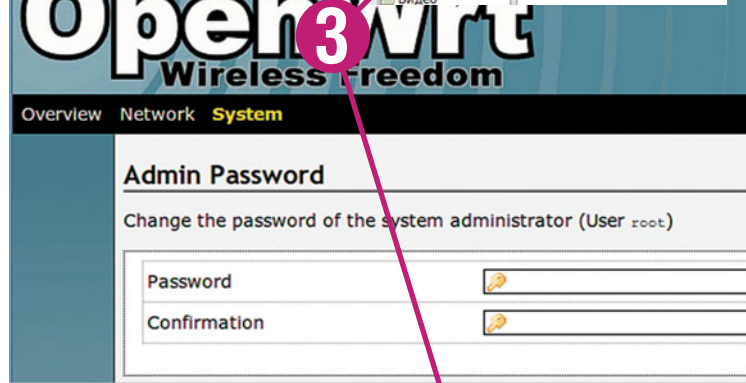 Видео
OpenWrt
3
Wireless Freedom
Overview Network System
Admin Password
Change the password of the system administrator (User root)
Password
Confirmation